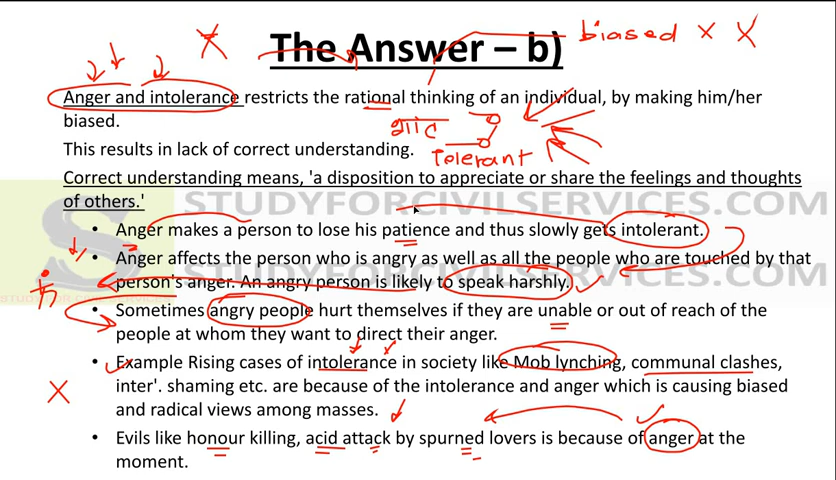 The Answer – b)
biased
Anger and intolerance restricts the rational thinking of an individual, by making him/her
biased.
Tolerant
This results in lack of correct understanding.
Correct understanding means, 'a disposition to appreciate or share the feelings and thoughts
of others.'
STUDYFORCIVILSERVICES.COM
• Anger makes a person to lose his patience and thus slowly gets intolerant.
• Anger affects the person who is angry as well as all the people who are touched by that
person's anger. An angry person is likely to speak harshly.
STUDYFORCIVILSERVICES.COM
STUDYFORCIVILSERVICES.COM
• Sometimes angry people hurt themselves if they are unable or out of reach of the
people at whom they want to direct their anger.
• Example Rising cases of intolerance in society like Mob lynching, communal clashes,
inter'. shaming etc. are because of the intolerance and anger which is causing biased
and radical views among masses.
• Evils like honour killing, acid attack by spurned lovers is because of anger at the
moment.